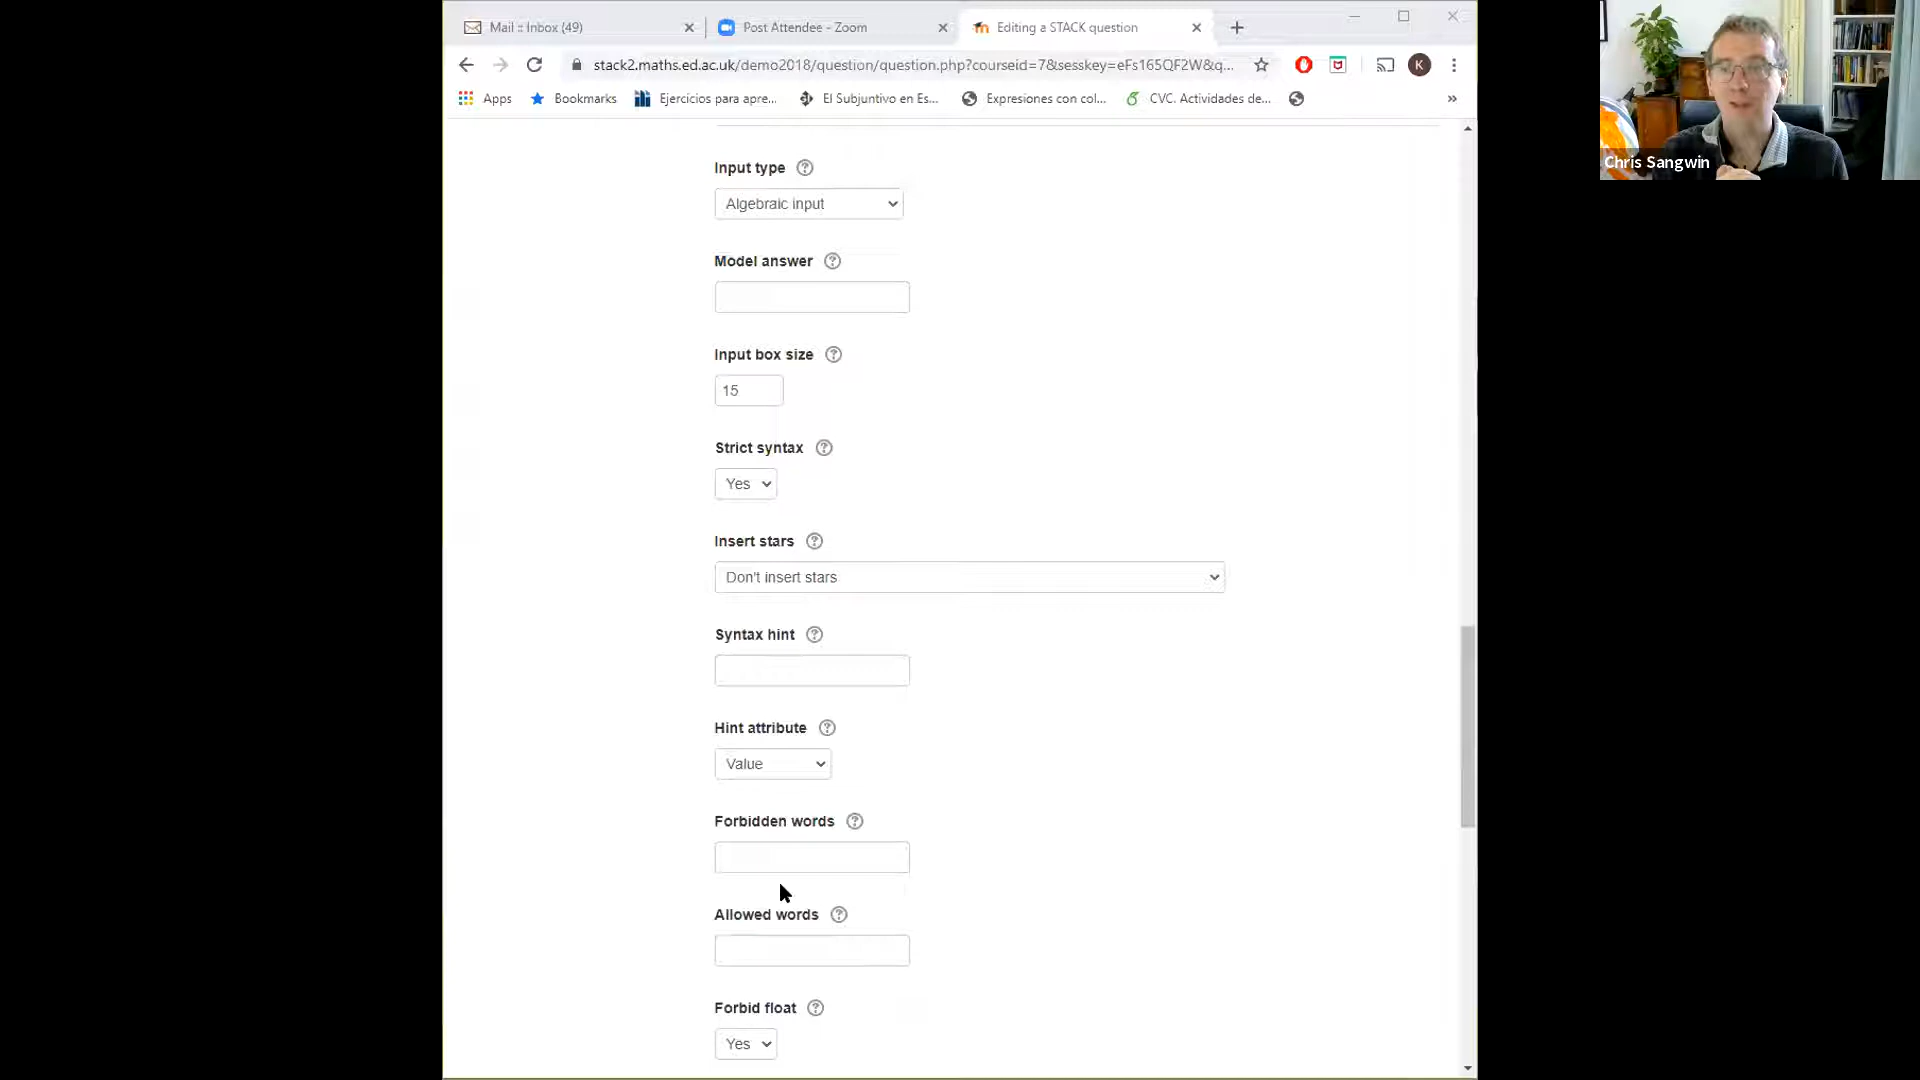 Mail :: Inbox (49)
Post Attendee - Zoom
Editing a STACK question
stack2.maths.ed.ac.uk/demo2018/question/question.php?courseid=7&sesskey=eFs165QF2W&q...
K
Apps
Bookmarks
Ejercicios para apre...
El Subjuntivo en Es...
Expresiones con col...
CVC. Actividades de...
»
Chris Sangwin
Input type
Algebraic input
Model answer
Input box size
15
Strict syntax
Yes
Insert stars
Don't insert stars
Syntax hint
Hint attribute
Value
Forbidden words
Allowed words
Forbid float
Yes